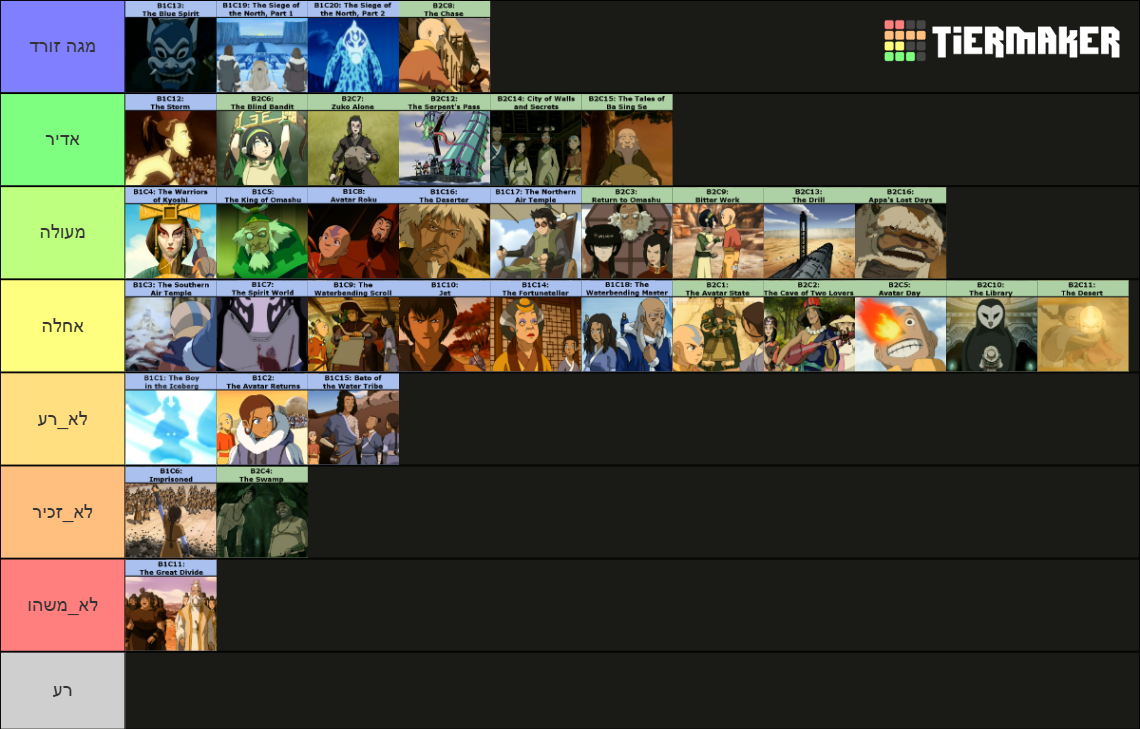 מגה זורד
B1C13:
The Blue Spirit
B1C19: The Siege of
the North, Part 1
B1C20: The Siege of
the North, Part 2
B2C8:
The Chase
TiERMAKER
אדיר
B1C12:
The Storm
B2C6:
The Blind Bandit
B2C7:
Zuko Alone
B2C12:
The Serpent's Pass
B2C14: City of Walls
and Secrets
B2C15: The Tales of
Ba Sing Se
מעולה
B1C4: The Warriors
of Kyoshi
B1C5:
The King of Omashu
B1C8:
Avatar Roku
B1C16:
The Deserter
B1C17: The Northern
Air Temple
B2C3:
Return to Omashu
B2C9:
Bitter Work
B2C13:
The Drill
B2C16:
Appa's Lost Days
אחלה
B1C3: The Southern
Air Temple
B1C7:
The Spirit World
B1C9: The
Waterbending Scroll
B1C10:
Jet
B1C14:
The Fortuneteller
B1C18: The
Waterbending Master
B2C1:
The Avatar State
B2C2:
The Cave of Two Lovers
B2C5:
Avatar Day
B2C10:
The Library
B2C11:
The Desert
לא_רע
B1C1: The Boy
in the Iceberg
B1C2:
The Avatar Returns
B1C15: Bato of
the Water Tribe
לא_זכיר
B1C6:
Imprisoned
B2C4:
The Swamp
לא_משהו
B1C11:
The Great Divide
רע